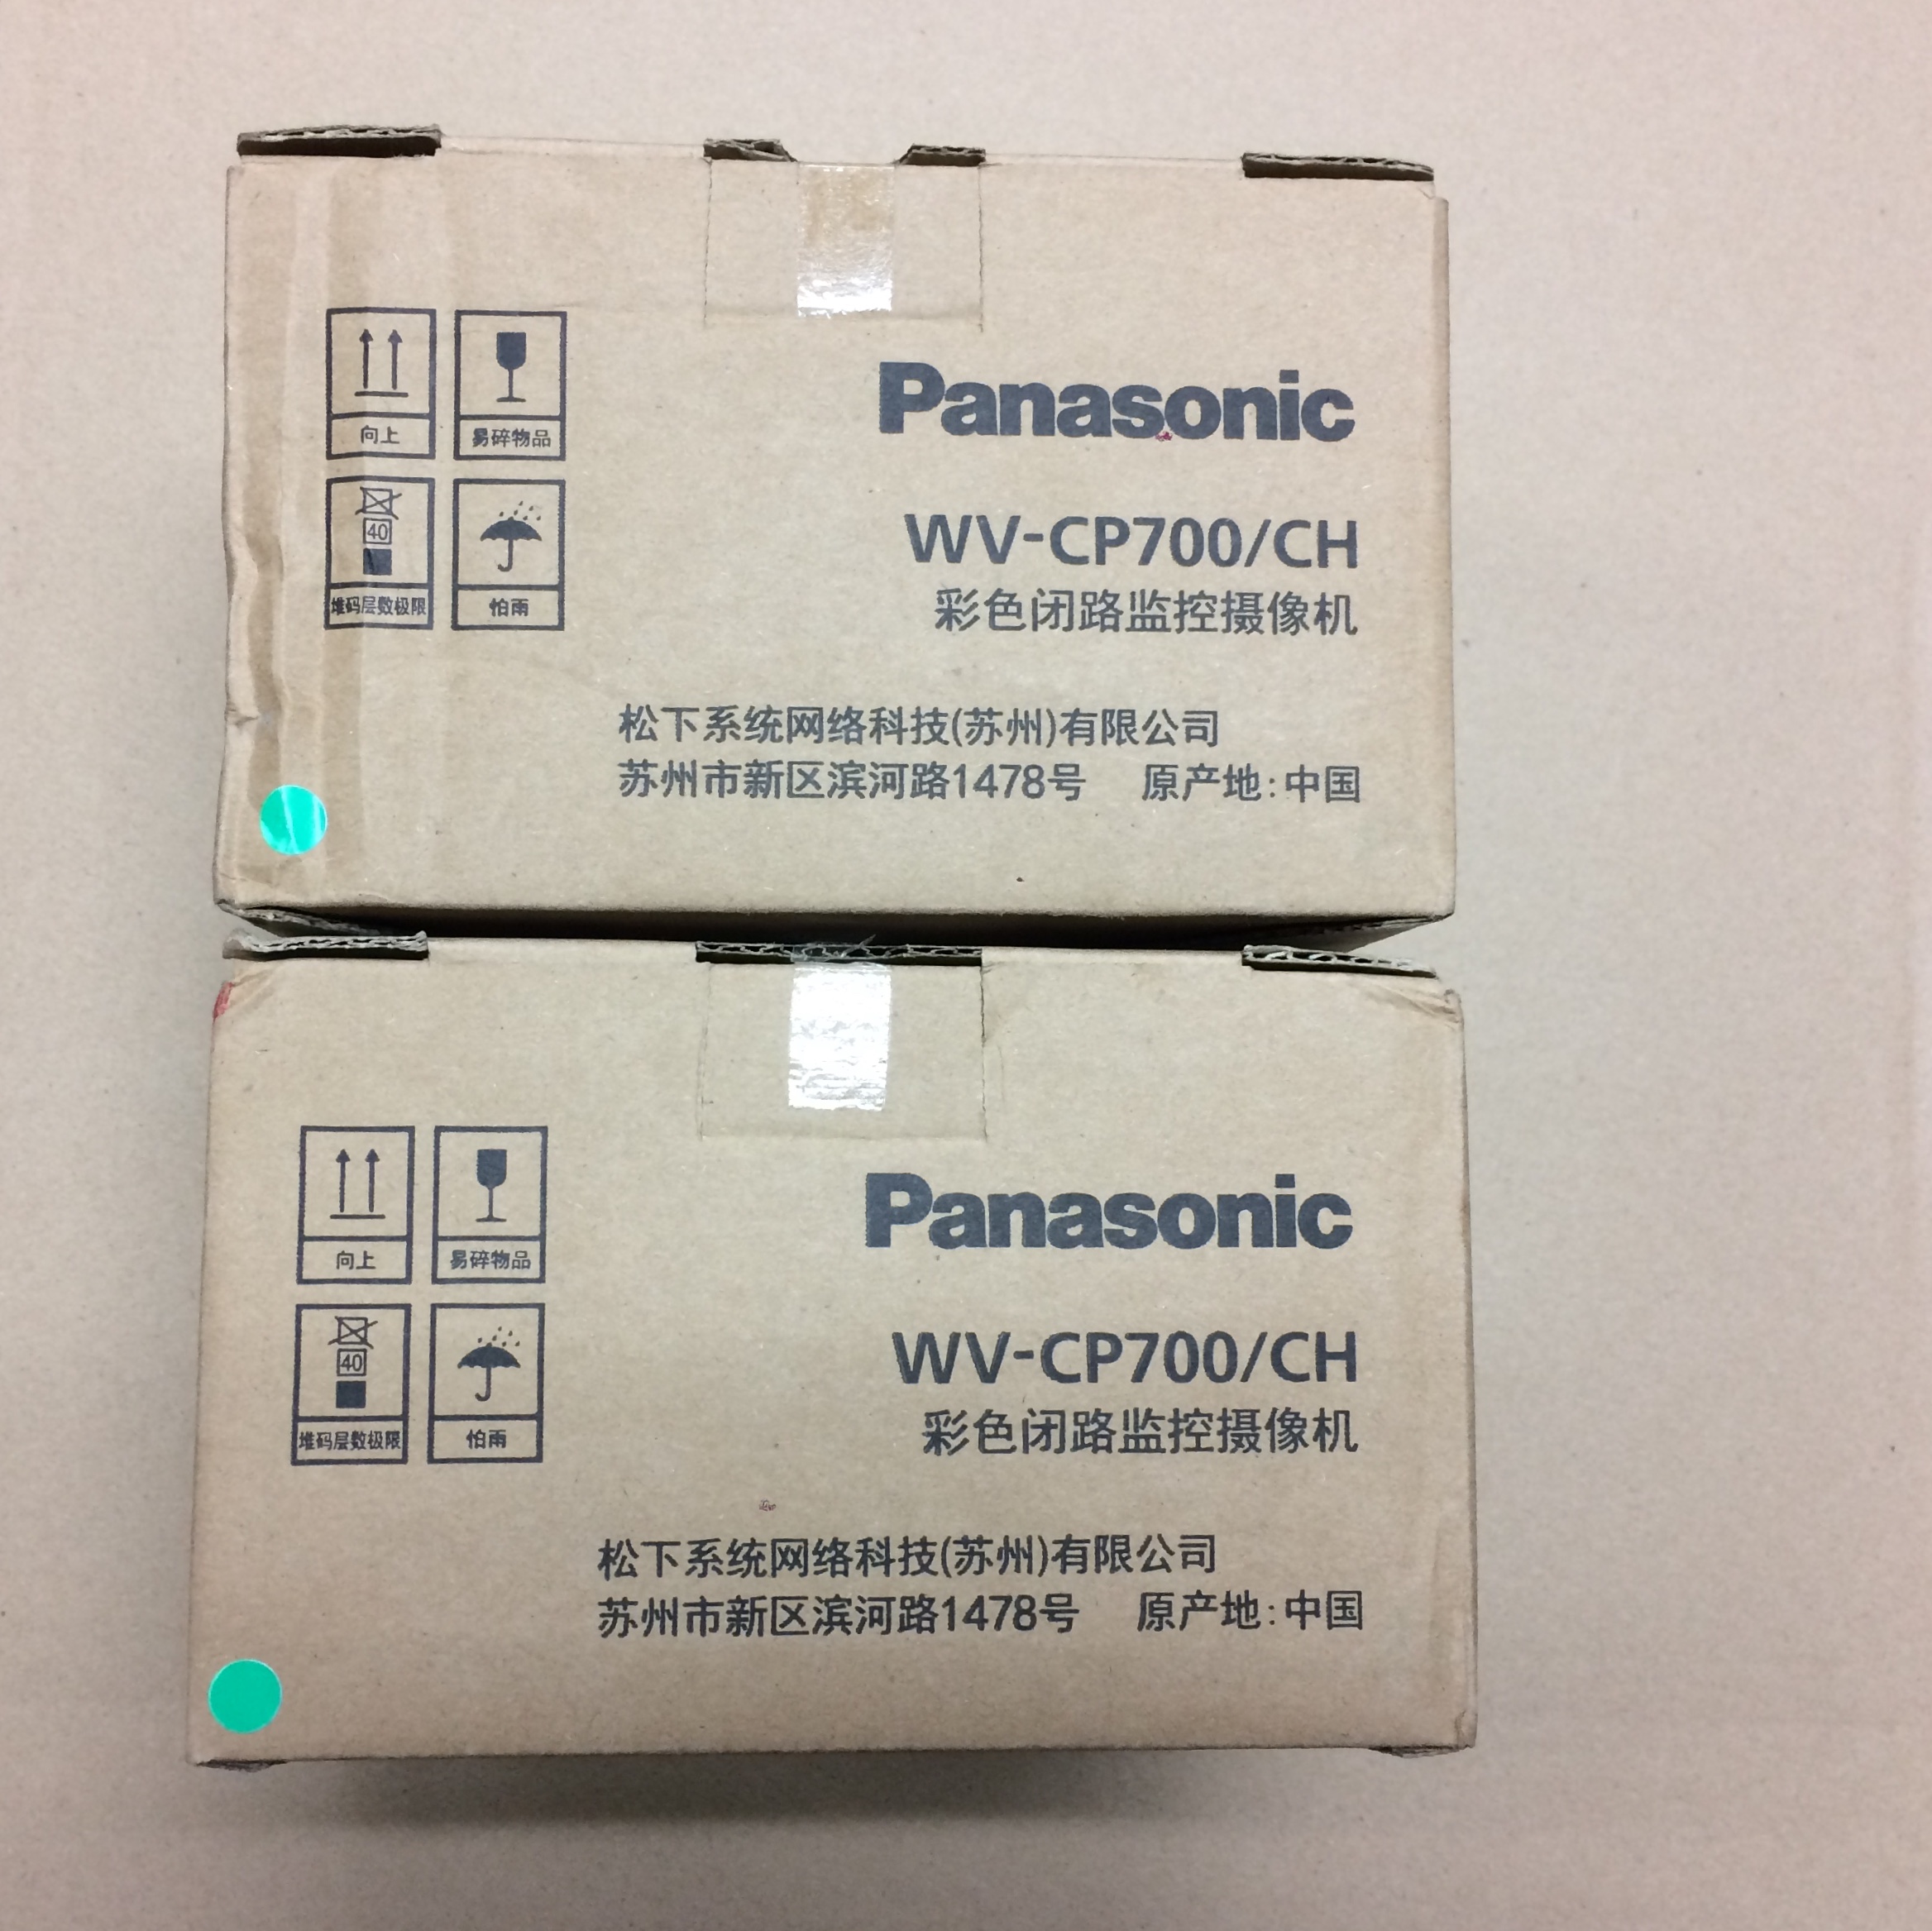 向上
易碎物品
40
堆码层数极限
怕雨
Panasonic
WV-CP700/CH
彩色闭路监控摄像机
松下系统网络科技(苏州)有限公司
苏州市新区滨河路1478号 原产地:中国
向上
易碎物品
40
堆码层数极限
怕雨
Panasonic
WV-CP700/CH
彩色闭路监控摄像机
松下系统网络科技(苏州)有限公司
苏州市新区滨河路1478号 原产地:中国